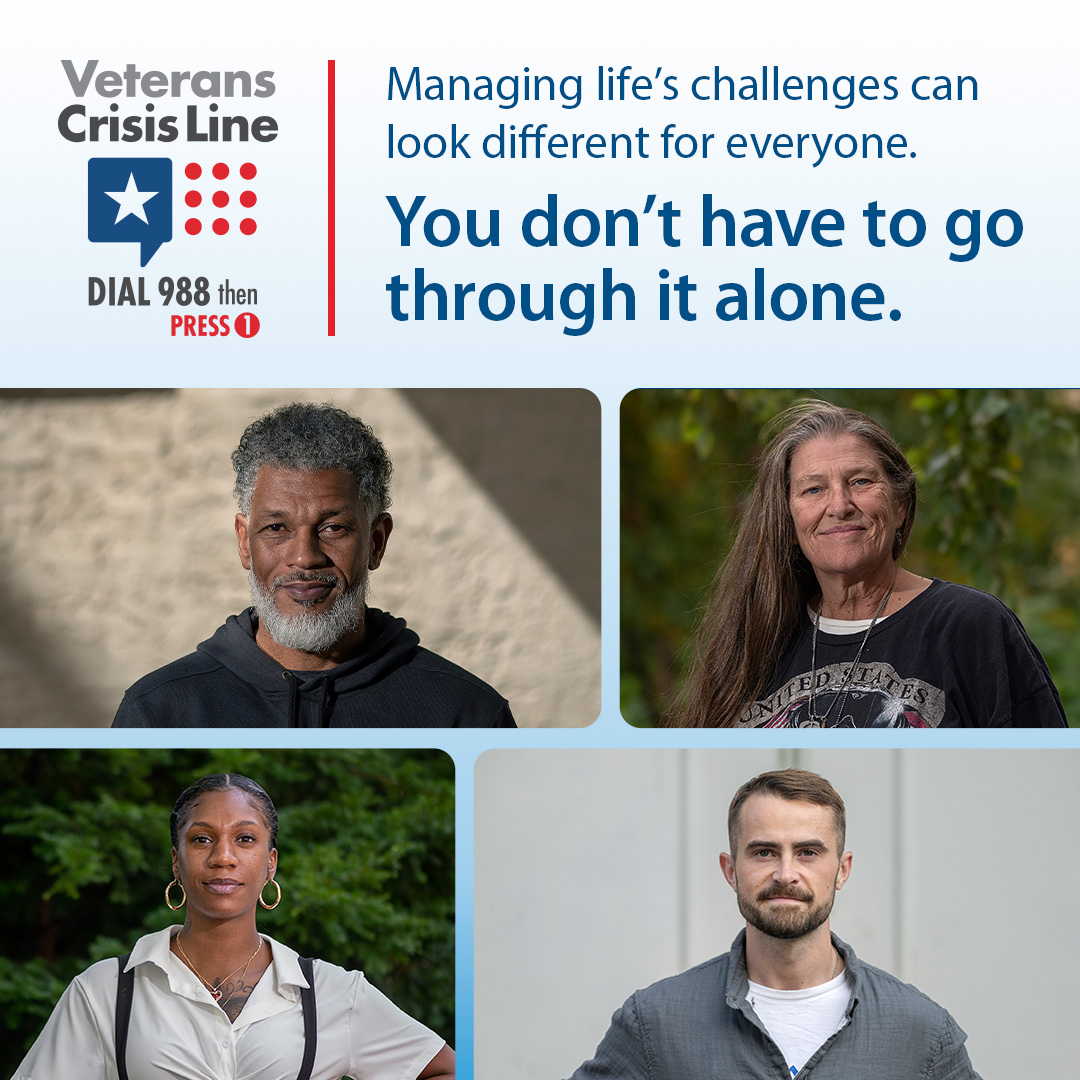 Veterans
Crisis Line
DIAL 988 then
PRESS 1
Managing life’s challenges can
look different for everyone.
You don’t have to go
through it alone.
UNITED STATES